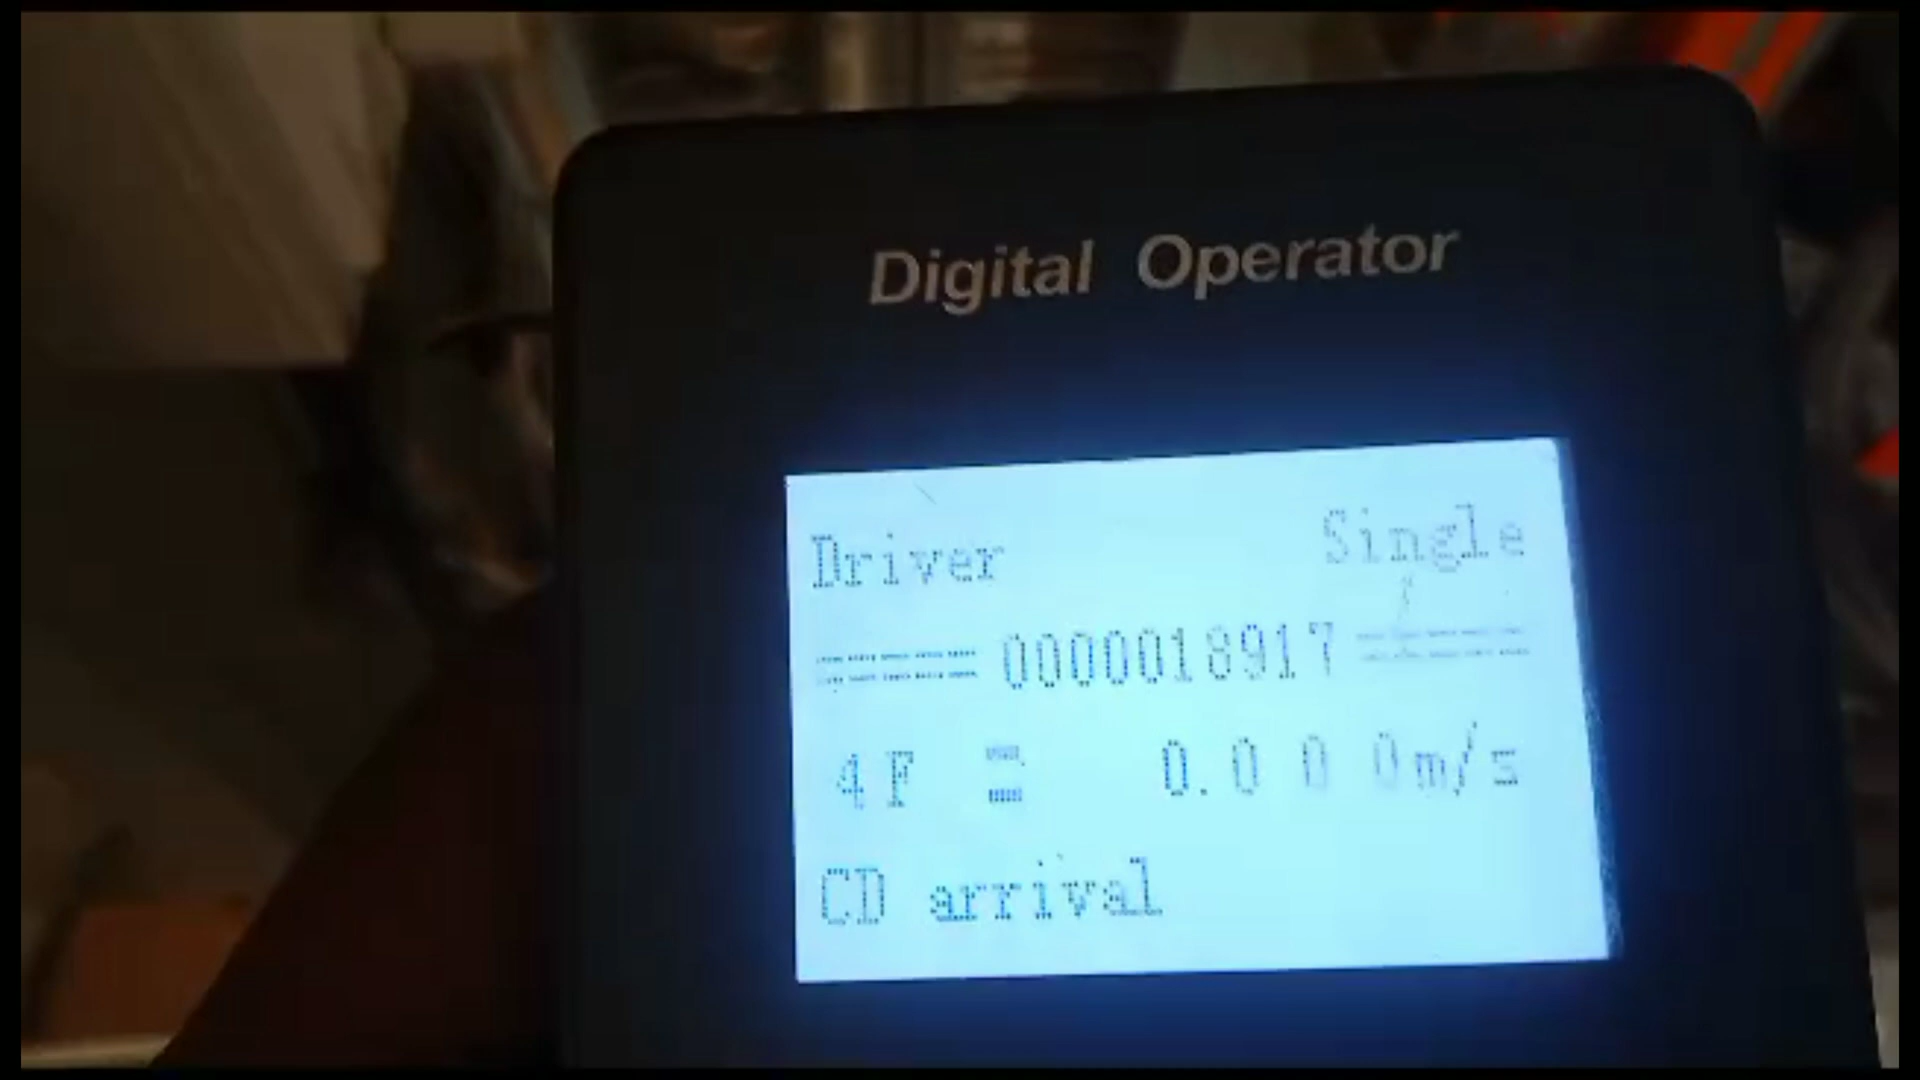 Digital Operator
Driver Single
===== 0000018917 =====
4F = 0.000m/s
CD arrival